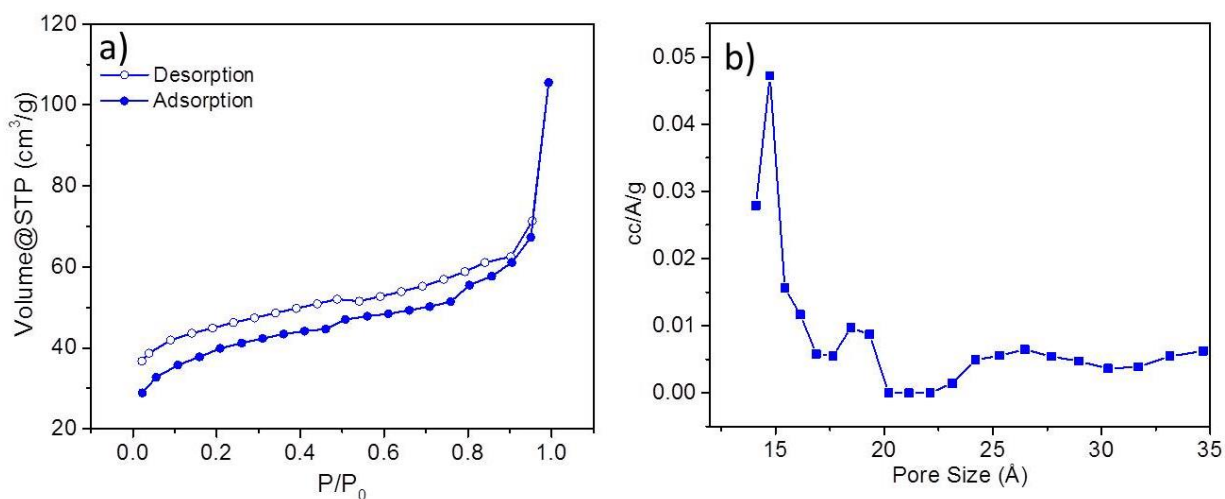 a)
Desorption
Adsorption
Volume@STP (cm³/g)
120
100
80
60
40
20
0.0 0.2 0.4 0.6 0.8 1.0
P/P₀
b)
cc/A/g
0.05
0.04
0.03
0.02
0.01
0.00
15 20 25 30 35
Pore Size (Å)